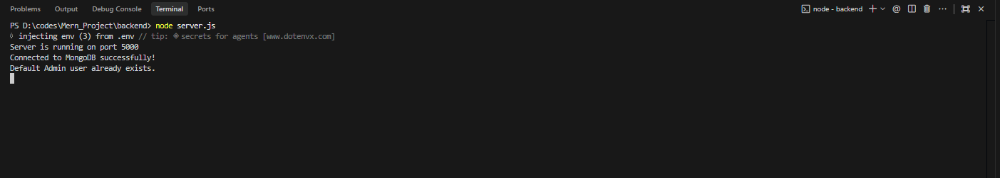 Problems Output Debug Console Terminal Ports node - backend
PS D:\codes\Mern_Project\backend> node server.js
injecting env (3) from .env // tip: ◈ secrets for agents [www.dotenvx.com]
Server is running on port 5000
Connected to MongoDB successfully!
Default Admin user already exists.